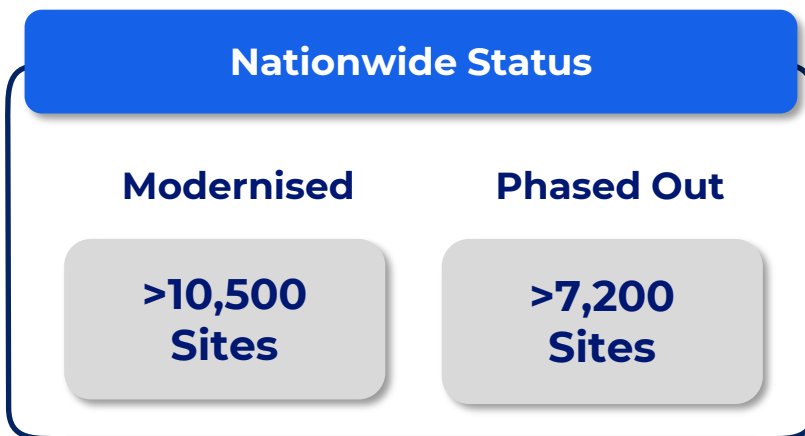 Nationwide Status
Modernised
Phased Out
>10,500
Sites
>7,200
Sites